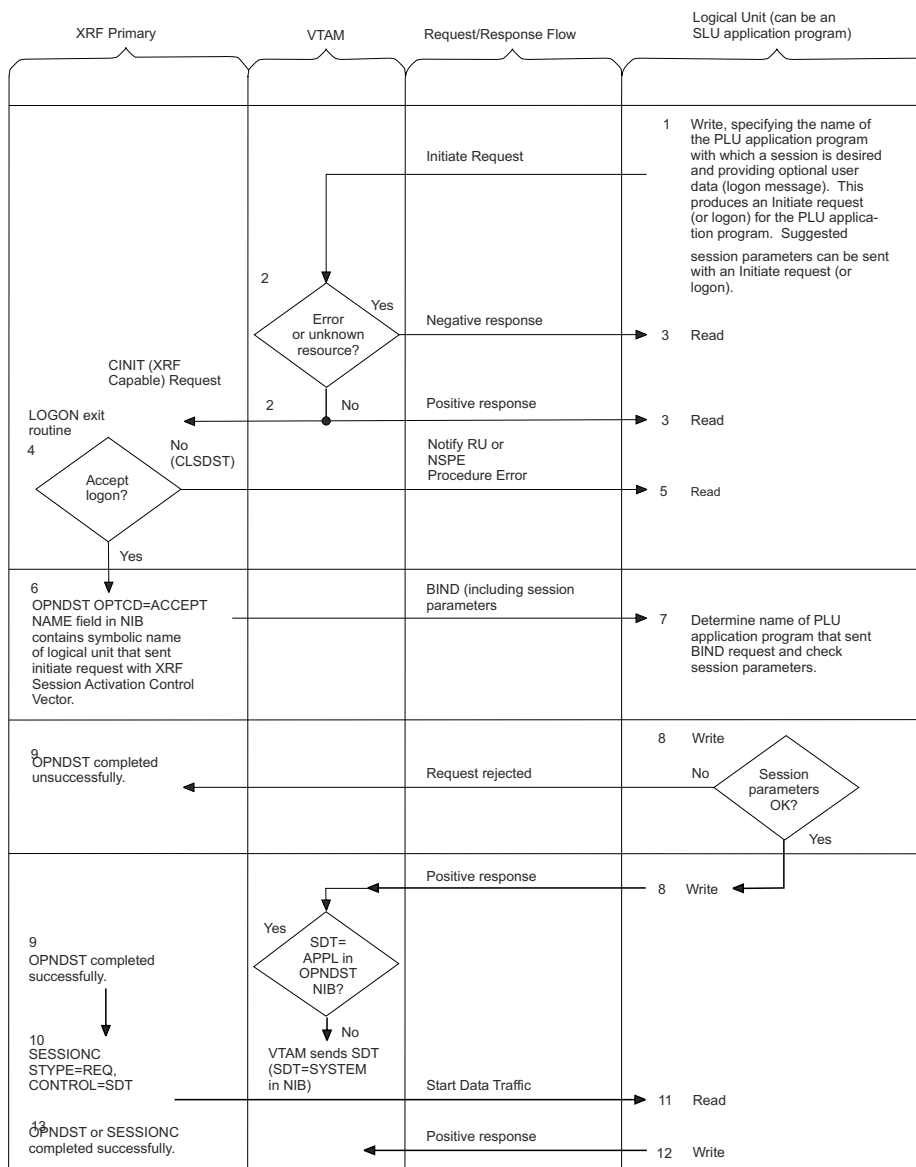 XRF Primary
VTAM
Request/Response Flow
Logical Unit (can be an
SLU application program)
1 Write, specifying the name of
the PLU application program
with which a session is desired
and providing optional user
data (logon message). This
produces an Initiate request
(or logon) for the PLU applica-
tion program. Suggested
session parameters can be sent
with an Initiate request (or
logon).
Initiate Request
2
Yes
Error
or unknown
resource?
Negative response
3 Read
CINIT (XRF
Capable) Request
2
No
Positive response
3 Read
LOGON exit
routine
4
No
(CLSDST)
Accept
logon?
Notify RU or
NSPE
Procedure Error
5 Read
Yes
6
OPNDST OPTCD=ACCEPT
NAME field in NIB
contains symbolic name
of logical unit that sent
initiate request with XRF
Session Activation Control
Vector.
BIND (including session
parameters
7 Determine name of PLU
application program that sent
BIND request and check
session parameters.
8 Write
No
Session
parameters
OK?
Yes
Request rejected
9
OPNDST completed
unsuccessfully.
Positive response
8 Write
Yes
SDT=
APPL in
OPNDST
NIB?
No
9
OPNDST completed
successfully.
10
SESSIONC
STYPE=REQ,
CONTROL=SDT
VTAM sends SDT
(SDT=SYSTEM
in NIB)
Start Data Traffic
11 Read
13
OPNDST or SESSIONC
completed successfully.
Positive response
12 Write